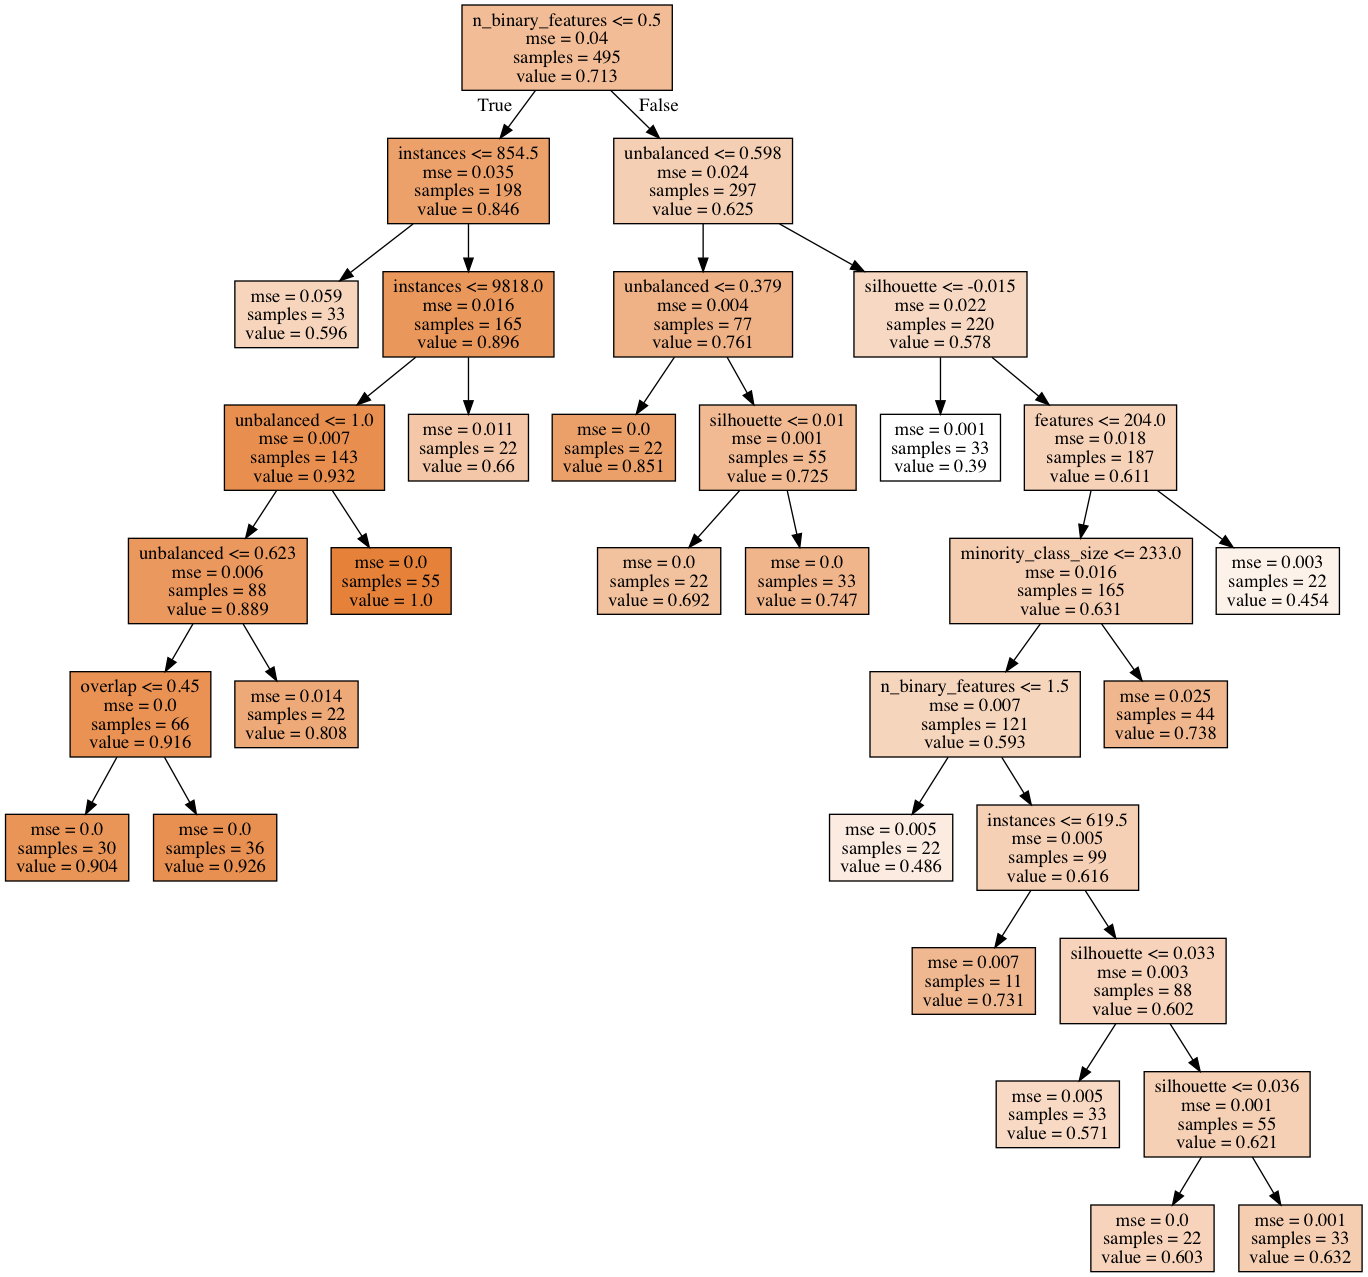 n_binary_features <= 0.5
mse = 0.04
samples = 495
value = 0.713
True
False
instances <= 854.5
mse = 0.035
samples = 198
value = 0.846
unbalanced <= 0.598
mse = 0.024
samples = 297
value = 0.625
mse = 0.059
samples = 33
value = 0.596
instances <= 9818.0
mse = 0.016
samples = 165
value = 0.896
unbalanced <= 0.379
mse = 0.004
samples = 77
value = 0.761
silhouette <= -0.015
mse = 0.022
samples = 220
value = 0.578
unbalanced <= 1.0
mse = 0.007
samples = 143
value = 0.932
mse = 0.011
samples = 22
value = 0.66
mse = 0.0
samples = 22
value = 0.851
silhouette <= 0.01
mse = 0.001
samples = 55
value = 0.725
mse = 0.001
samples = 33
value = 0.39
features <= 204.0
mse = 0.018
samples = 187
value = 0.611
unbalanced <= 0.623
mse = 0.006
samples = 88
value = 0.889
mse = 0.0
samples = 55
value = 1.0
mse = 0.0
samples = 22
value = 0.692
mse = 0.0
samples = 33
value = 0.747
minority_class_size <= 233.0
mse = 0.016
samples = 165
value = 0.631
mse = 0.003
samples = 22
value = 0.454
overlap <= 0.45
mse = 0.0
samples = 66
value = 0.916
mse = 0.014
samples = 22
value = 0.808
n_binary_features <= 1.5
mse = 0.007
samples = 121
value = 0.593
mse = 0.025
samples = 44
value = 0.738
mse = 0.0
samples = 30
value = 0.904
mse = 0.0
samples = 36
value = 0.926
mse = 0.005
samples = 22
value = 0.486
instances <= 619.5
mse = 0.005
samples = 99
value = 0.616
mse = 0.007
samples = 11
value = 0.731
silhouette <= 0.033
mse = 0.003
samples = 88
value = 0.602
mse = 0.005
samples = 33
value = 0.571
silhouette <= 0.036
mse = 0.001
samples = 55
value = 0.621
mse = 0.0
samples = 22
value = 0.603
mse = 0.001
samples = 33
value = 0.632